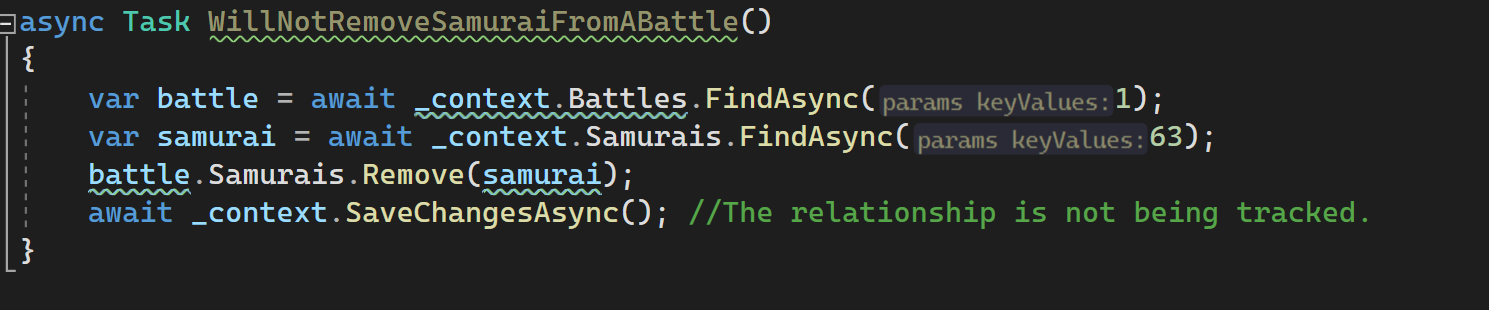 async Task WillNotRemoveSamuraiFromABattle()
{
var battle = await _context.Battles.FindAsync(params keyValues:1);
var samurai = await _context.Samurais.FindAsync(params keyValues:63);
battle.Samurais.Remove(samurai);
await _context.SaveChangesAsync(); //The relationship is not being tracked.
}